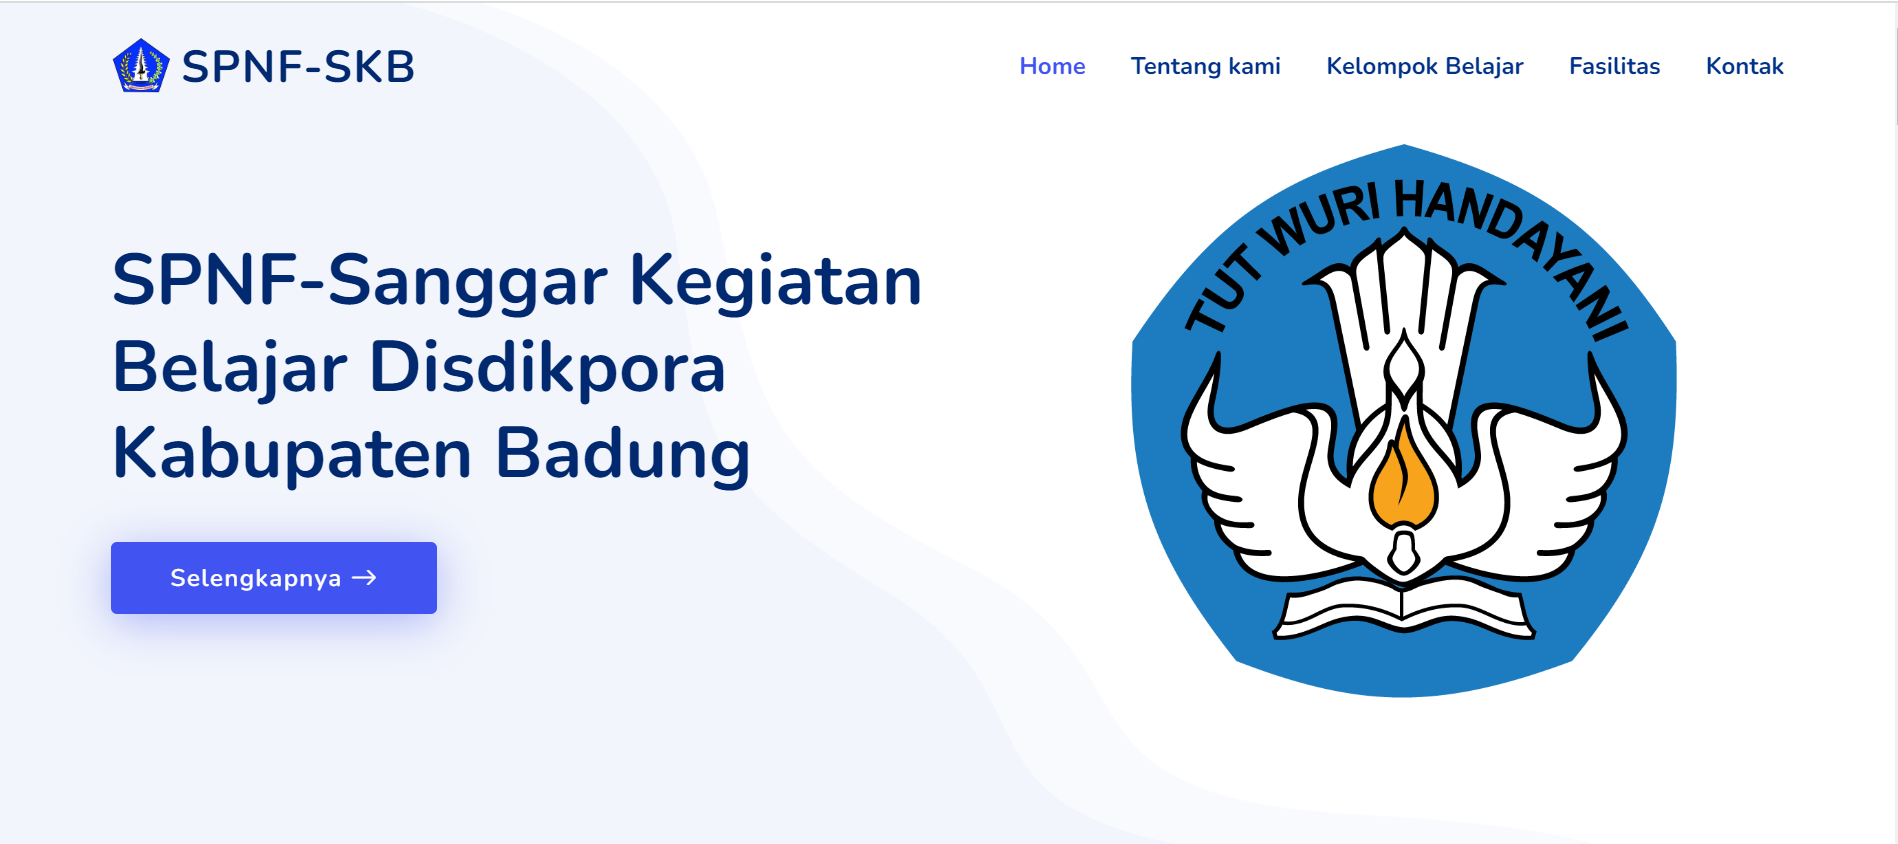 SPNF-SKB
Home
Tentang kami
Kelompok Belajar
Fasilitas
Kontak
TUT WURI HANDAYANI
SPNF-Sanggar Kegiatan
Belajar Disdikpora
Kabupaten Badung
Selengkapnya →